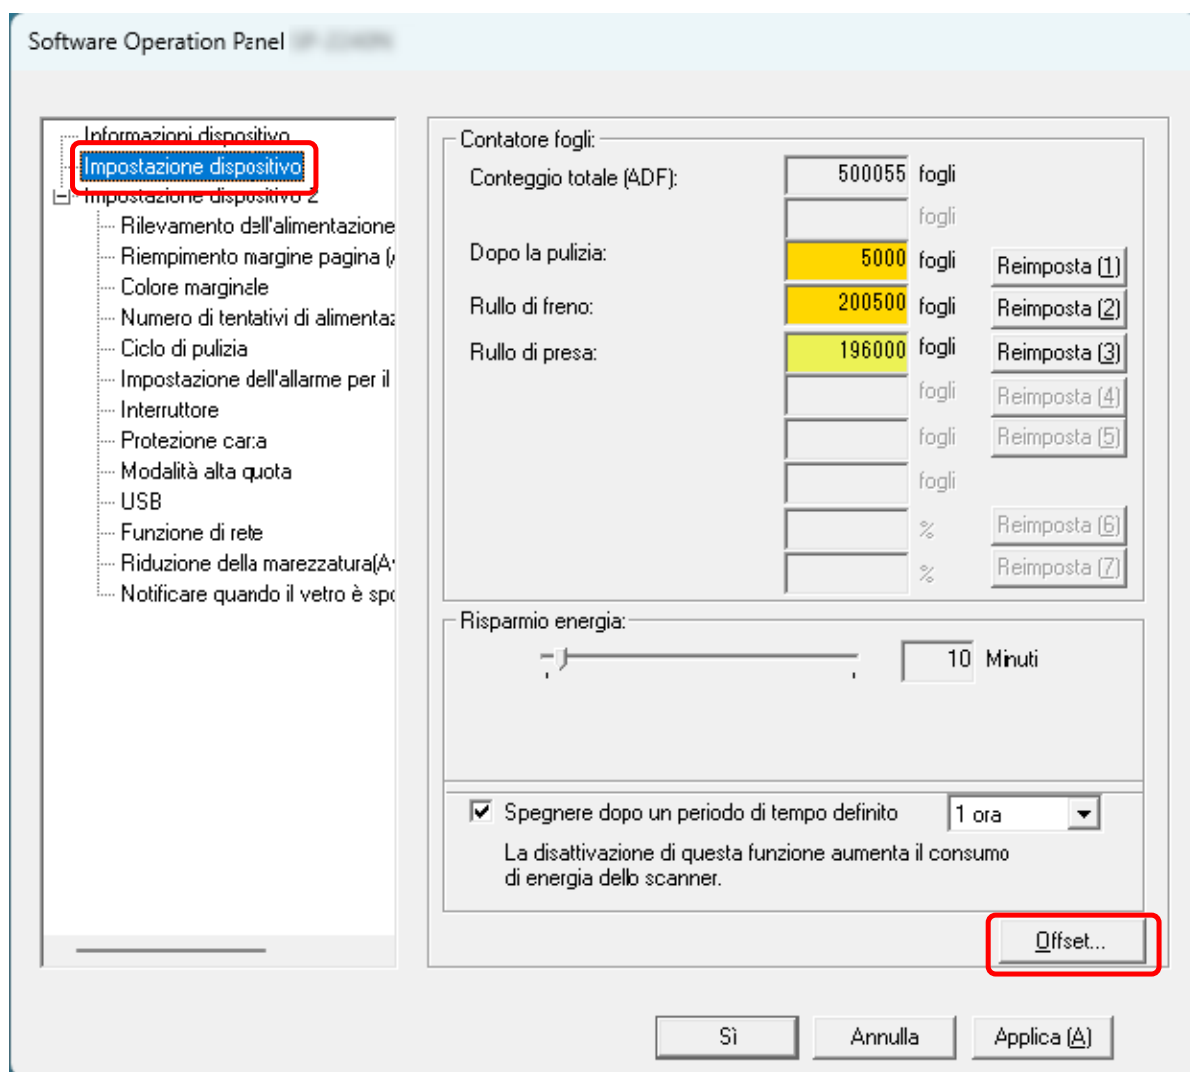 Software Operation Panel
Informazioni dispositivo
Impostazione dispositivo
Impostazione dispositivo 2
Rilevamento dell'alimentazione
Riempimento margine pagina (
Colore marginale
Numero di tentativi di alimentaz
Ciclo di pulizia
Impostazione dell'allarme per il
Interruttore
Protezione carta
Modalità alta quota
USB
Funzione di rete
Riduzione della marezzatura(A
Notificare quando il vetro è spo
Contatore fogli:
Conteggio totale (ADF): 500055 fogli
fogli
Dopo la pulizia: 5000 fogli Reimposta (1)
Rullo di freno: 200500 fogli Reimposta (2)
Rullo di presa: 196000 fogli Reimposta (3)
fogli Reimposta (4)
fogli Reimposta (5)
fogli
% Reimposta (6)
% Reimposta (7)
Risparmio energia:
10 Minuti
Spegnere dopo un periodo di tempo definito 1 ora
La disattivazione di questa funzione aumenta il consumo
di energia dello scanner.
Offset...
Sì Annulla Applica (A)